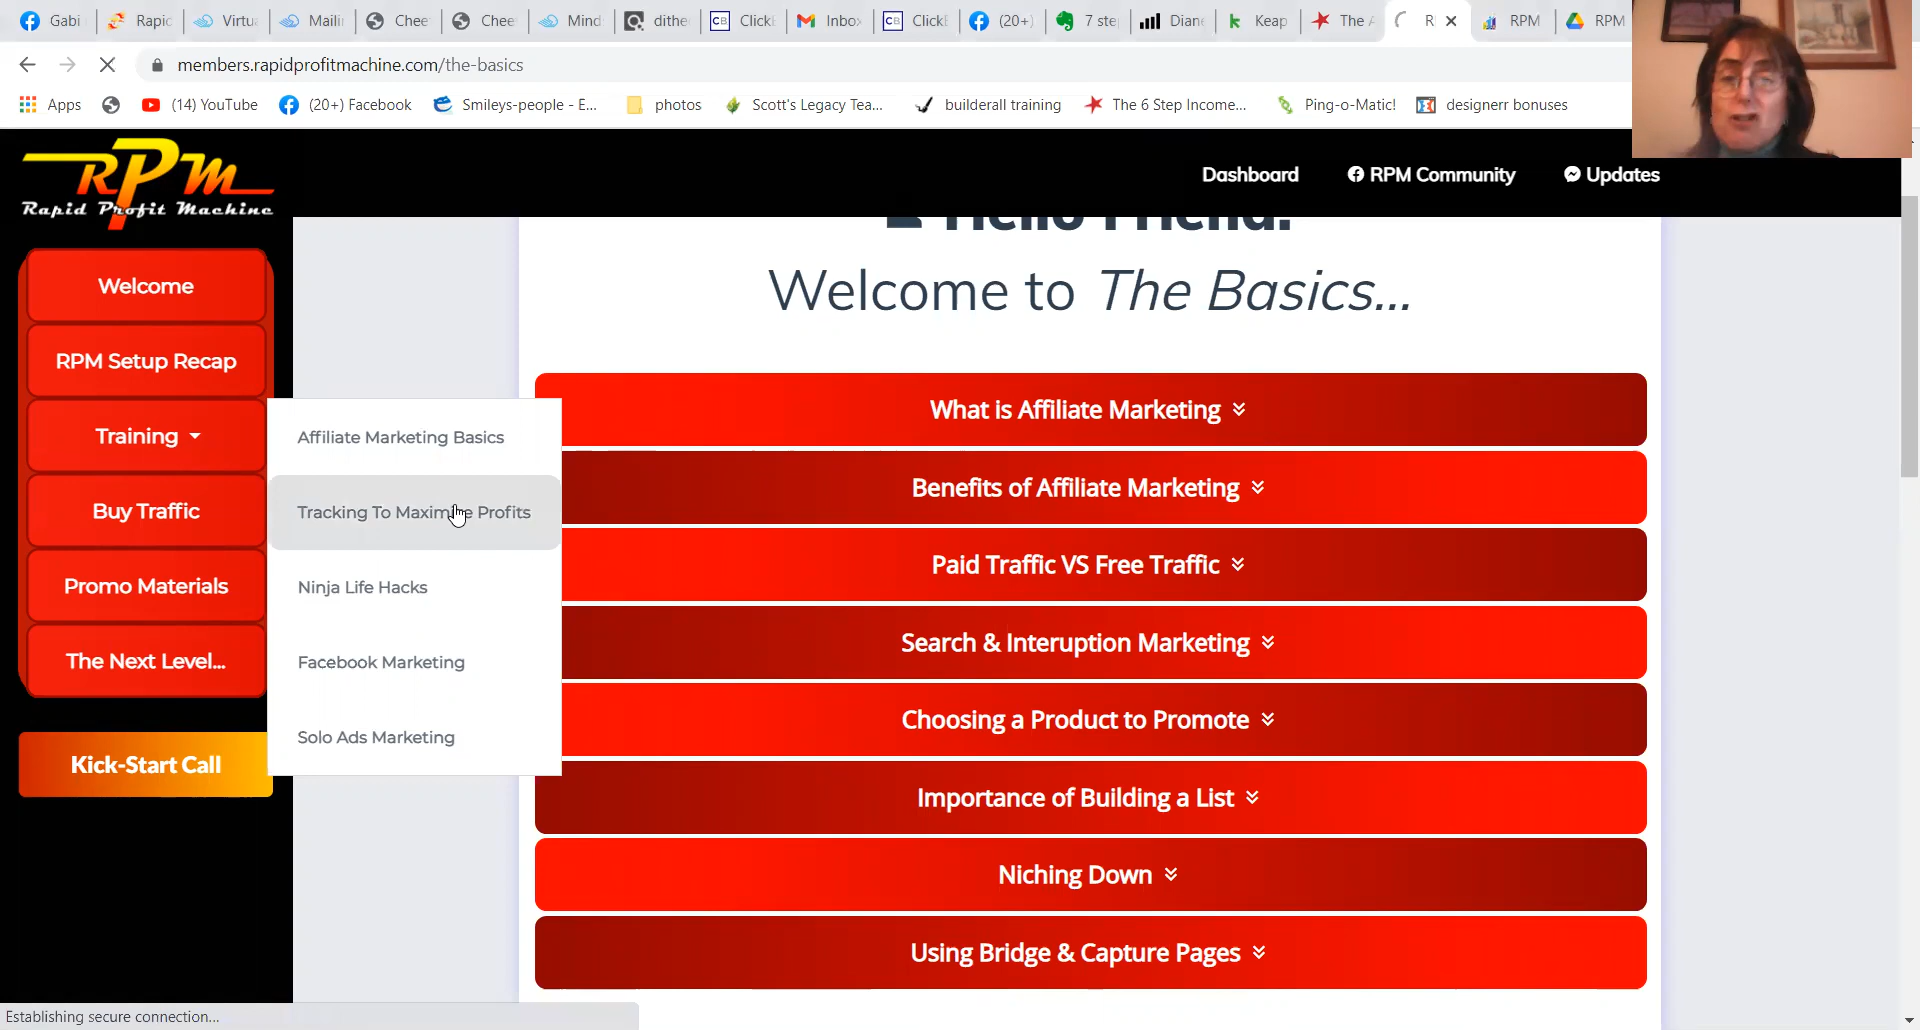 Gabi
Rapid
Virtu
Mailin
Chee
Chee
Mind
dithe
ClickB
Inbox
ClickB
(20+)
7 ste
Dian
Keap
The A
R
RPM
RPM
members.rapidprofitmachine.com/the-basics
Apps
(14) YouTube
(20+) Facebook
Smileys-people - E...
photos
Scott's Legacy Tea...
builderall training
The 6 Step Income...
Ping-o-Matic!
designerr bonuses
RPM
Rapid Profit Machine
Dashboard
RPM Community
Updates
Hello Friend!
Welcome to The Basics...
Welcome
RPM Setup Recap
Training
Buy Traffic
Promo Materials
The Next Level...
Kick-Start Call
Affiliate Marketing Basics
Tracking To Maximize Profits
Ninja Life Hacks
Facebook Marketing
Solo Ads Marketing
What is Affiliate Marketing
Benefits of Affiliate Marketing
Paid Traffic VS Free Traffic
Search & Interuption Marketing
Choosing a Product to Promote
Importance of Building a List
Niching Down
Using Bridge & Capture Pages
Establishing secure connection...